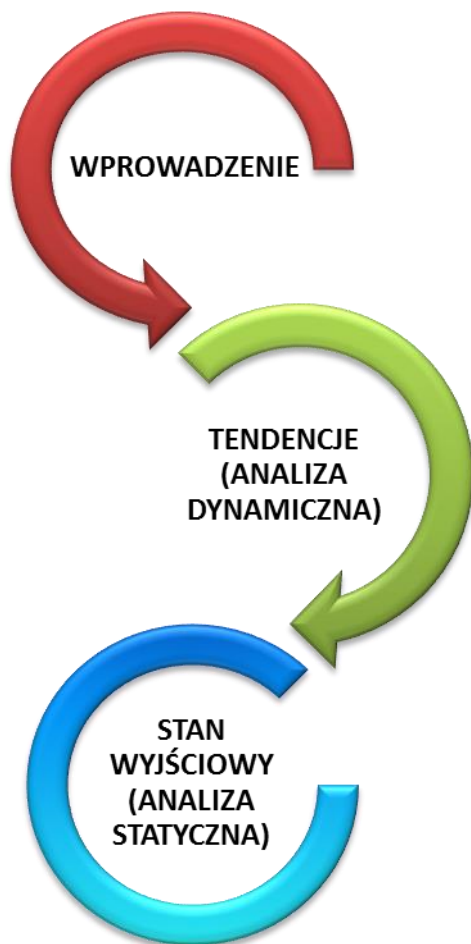 WPROWADZENIE
TENDENCJE
(ANALIZA
DYNAMICZNA)
STAN
WYJŚCIOWY
(ANALIZA
STATYCZNA)